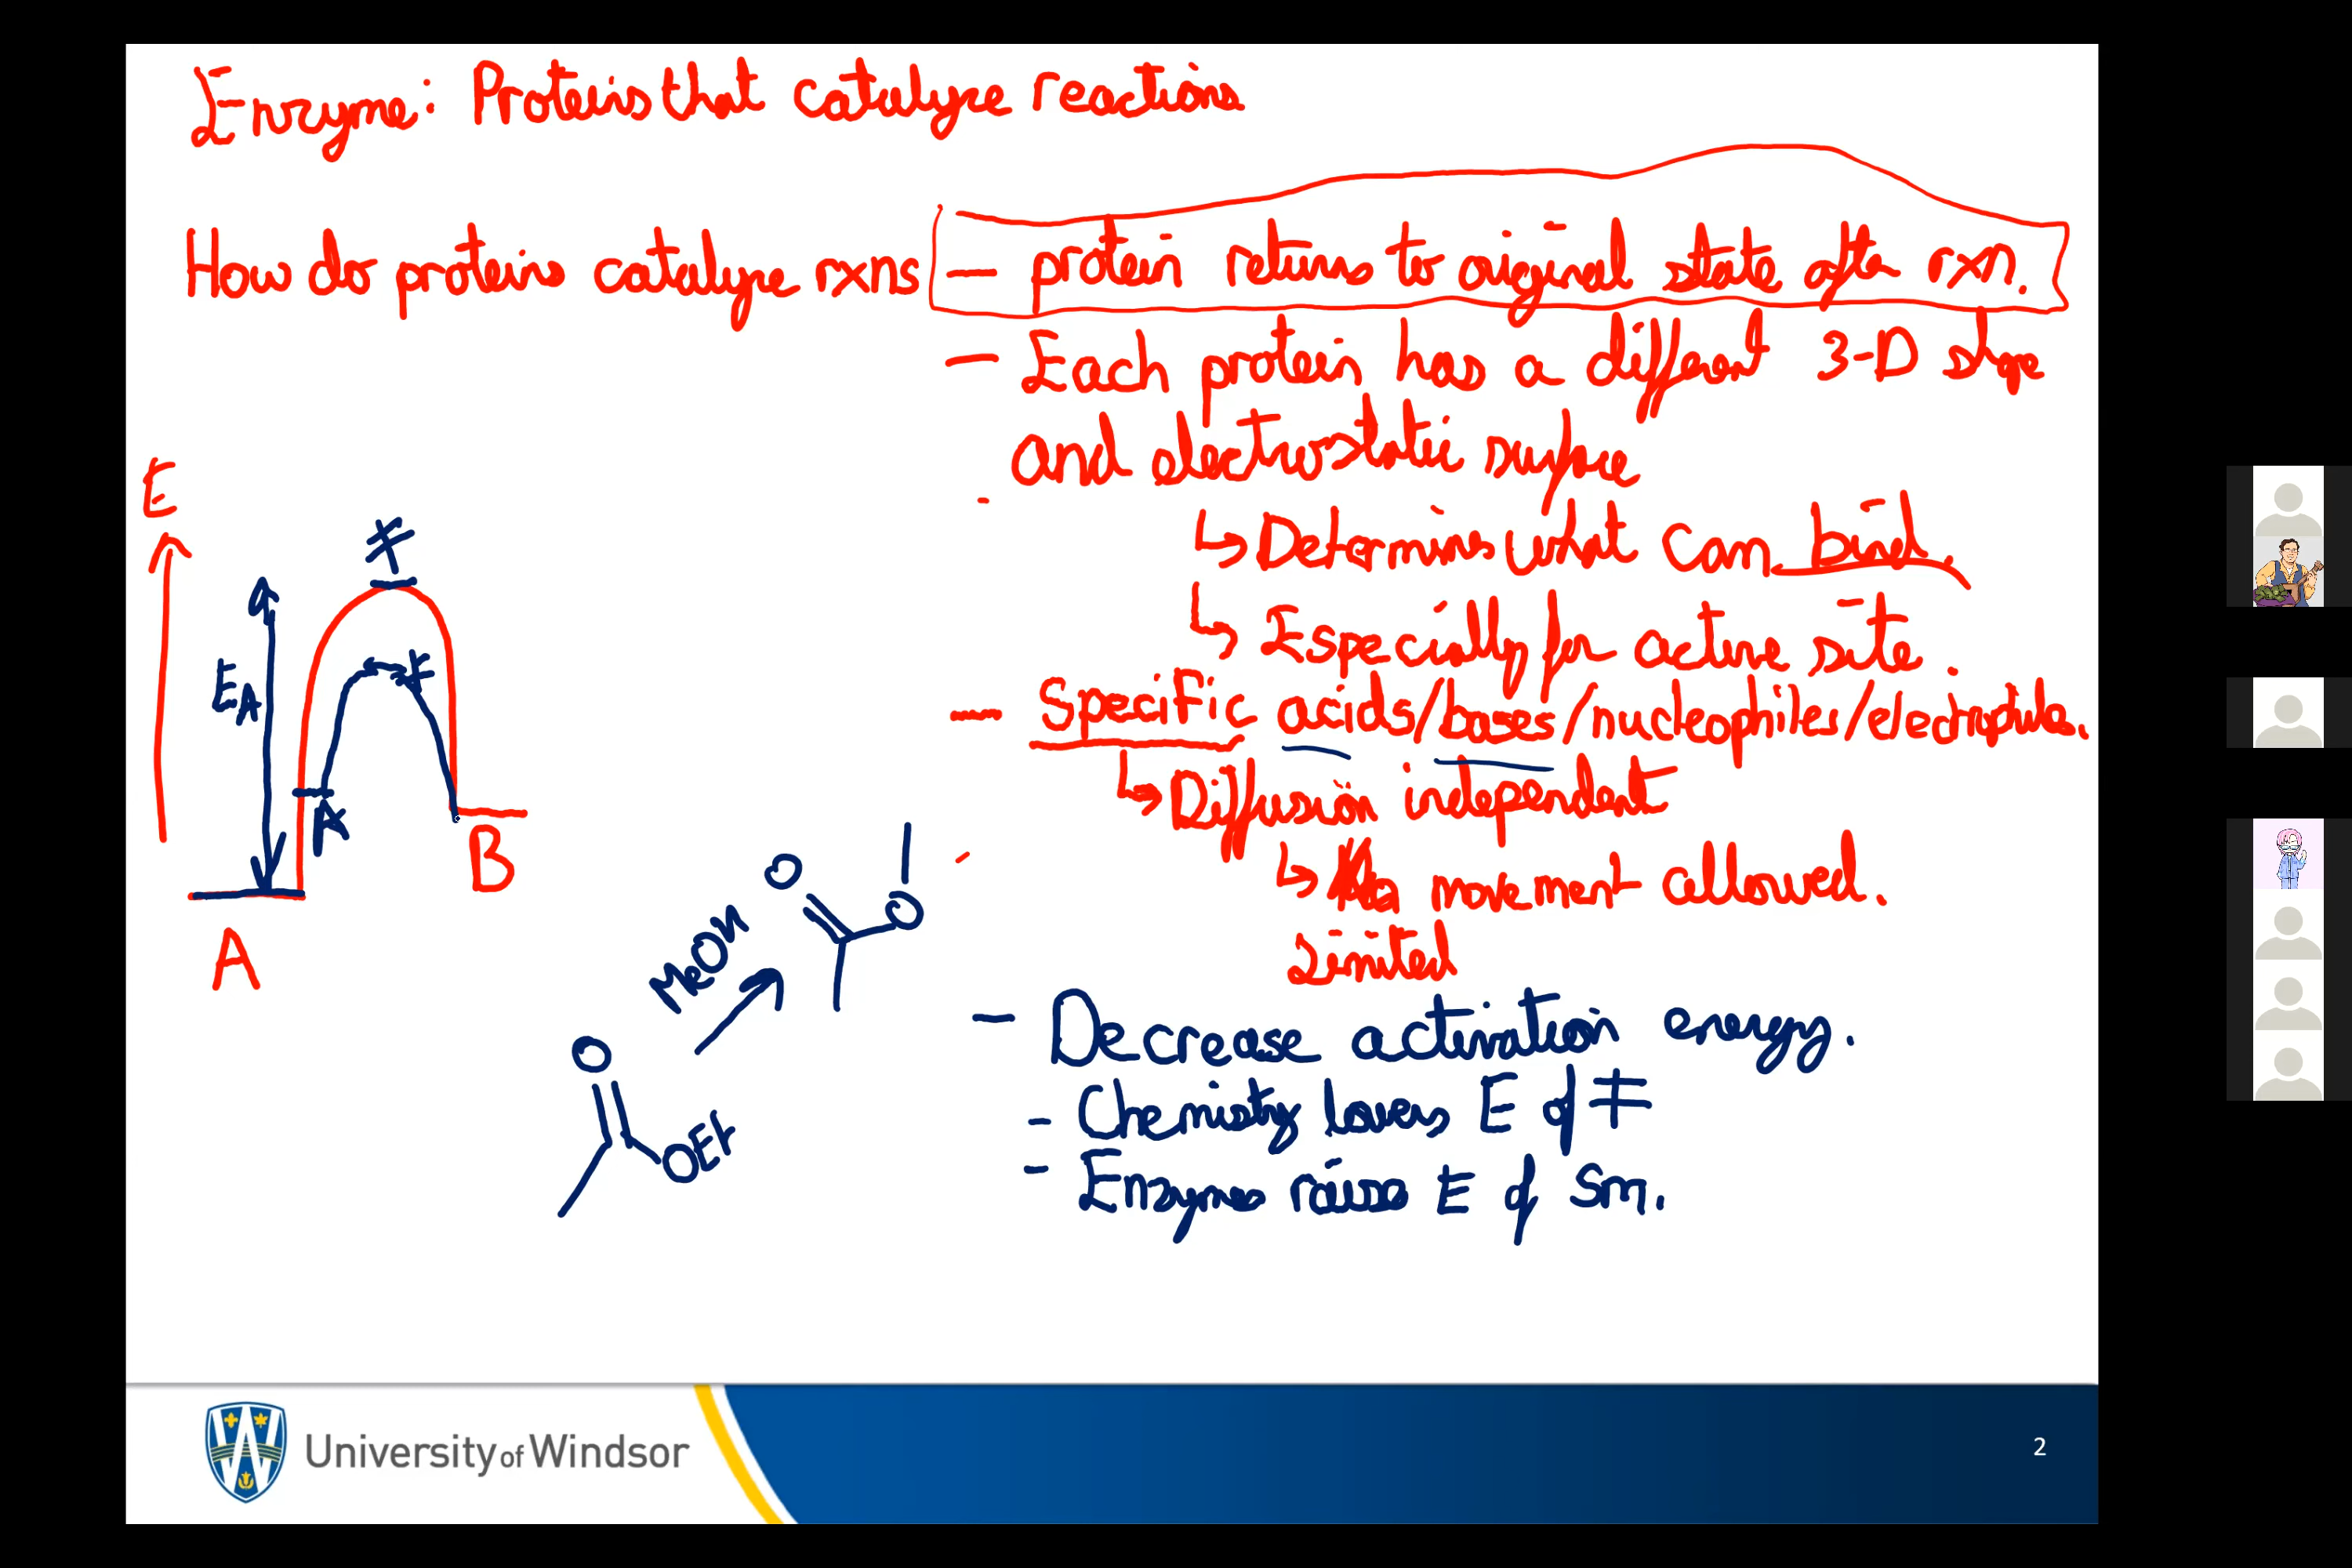 Enzyme: Proteins that catalyze reactions
How do proteins catalyze rxns
- protein returns to original state after rxn.
- Each protein has a different 3-D shape
and electrostatic surface
↳ Determines what can bind.
↳ Especially for active site.
- Specific acids/bases/nucleophiles/electrophiles.
↳ Diffusion independent
↳ movement allowed.
Limited
- Decrease activation energy.
- Chemistry lowers E of ‡
- Enzymes raise E of Sm.
E
‡
EA
‡
A
B
A
MeOH
O
O
O
OEt
University of Windsor
2